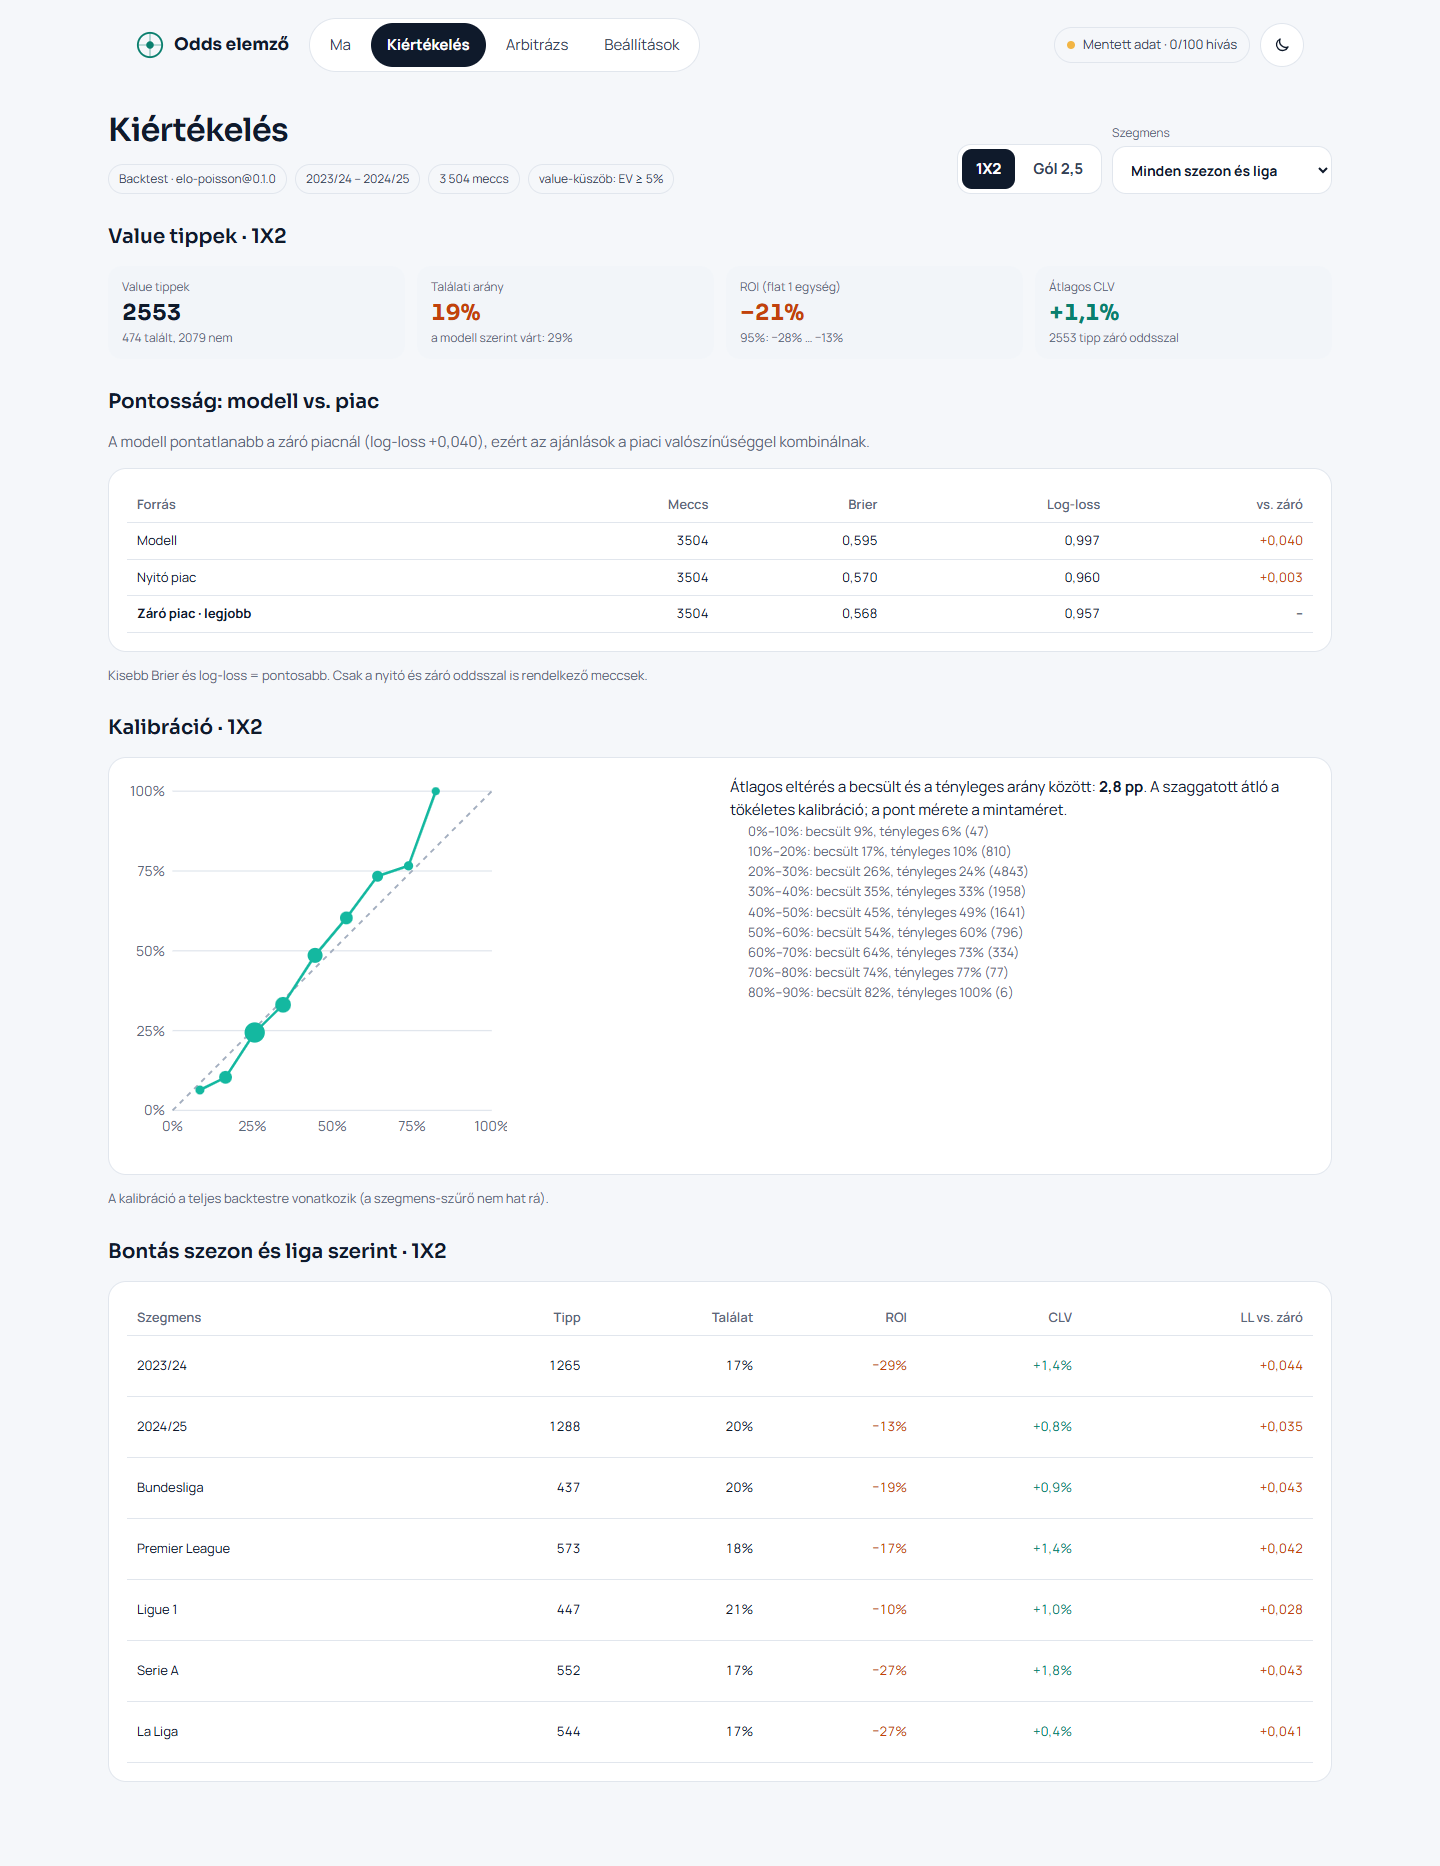 Odds elemző
Ma
Kiértékelés
Arbitrázs
Beállítások
Mentett adat · 0/100 hívás
Kiértékelés
Backtest · elo-poisson@0.1.0
2023/24 – 2024/25
3 504 meccs
value-küszöb: EV ≥ 5%
1X2
Gól 2,5
Szegmens
Minden szezon és liga
Value tippek · 1X2
Value tippek
2553
474 talált, 2079 nem
Találati arány
19%
a modell szerint várt: 29%
ROI (flat 1 egység)
−21%
95%: −28% … −13%
Átlagos CLV
+1,1%
2553 tipp záró oddsszal
Pontosság: modell vs. piac
A modell pontatlanabb a záró piacnál (log-loss +0,040), ezért az ajánlások a piaci valószínűséggel kombinálnak.
Forrás Meccs Brier Log-loss vs. záró
Modell 3504 0,595 0,997 +0,040
Nyitó piac 3504 0,570 0,960 +0,003
Záró piac · legjobb 3504 0,568 0,957 –
Kisebb Brier és log-loss = pontosabb. Csak a nyitó és záró oddsszal is rendelkező meccsek.
Kalibráció · 1X2
100%
75%
50%
25%
0%
0% 25% 50% 75% 100%
Átlagos eltérés a becsült és a tényleges arány között: 2,8 pp. A szaggatott átló a
tökéletes kalibráció; a pont mérete a mintaméret.
0%–10%: becsült 9%, tényleges 6% (47)
10%–20%: becsült 17%, tényleges 10% (810)
20%–30%: becsült 26%, tényleges 24% (4843)
30%–40%: becsült 35%, tényleges 33% (1958)
40%–50%: becsült 45%, tényleges 49% (1641)
50%–60%: becsült 54%, tényleges 60% (796)
60%–70%: becsült 64%, tényleges 73% (334)
70%–80%: becsült 74%, tényleges 77% (77)
80%–90%: becsült 82%, tényleges 100% (6)
A kalibráció a teljes backtestre vonatkozik (a szegmens-szűrő nem hat rá).
Bontás szezon és liga szerint · 1X2
Szegmens Tipp Találat ROI CLV LL vs. záró
2023/24 1265 17% −29% +1,4% +0,044
2024/25 1288 20% −13% +0,8% +0,035
Bundesliga 437 20% −19% +0,9% +0,043
Premier League 573 18% −17% +1,4% +0,042
Ligue 1 447 21% −10% +1,0% +0,028
Serie A 552 17% −27% +1,8% +0,043
La Liga 544 17% −27% +0,4% +0,041